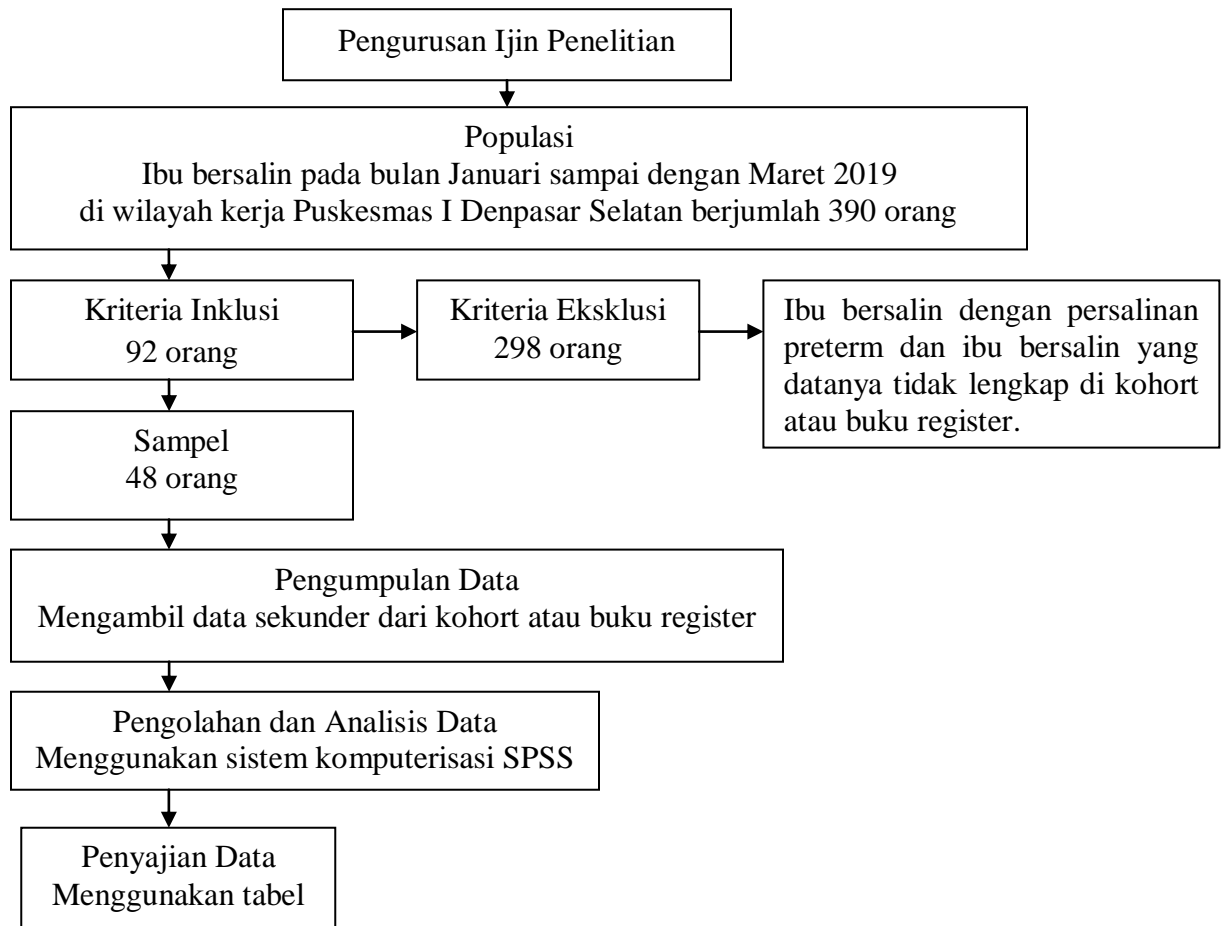 Pengurusan Ijin Penelitian
Populasi
Ibu bersalin pada bulan Januari sampai dengan Maret 2019
di wilayah kerja Puskesmas I Denpasar Selatan berjumlah 390 orang
Kriteria Inklusi
92 orang
Kriteria Eksklusi
298 orang
Ibu bersalin dengan persalinan
preterm dan ibu bersalin yang
datanya tidak lengkap di kohort
atau buku register.
Sampel
48 orang
Pengumpulan Data
Mengambil data sekunder dari kohort atau buku register
Pengolahan dan Analisis Data
Menggunakan sistem komputerisasi SPSS
Penyajian Data
Menggunakan tabel